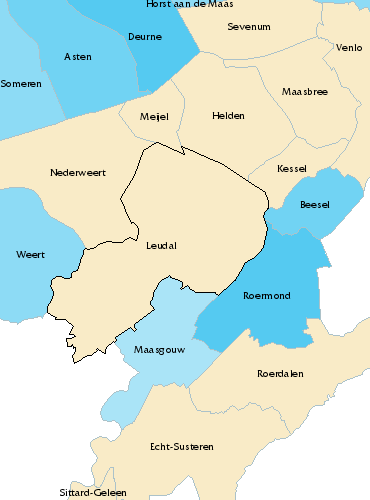 Horst aan de Maas
Sevenum
Deurne
Venlo
Asten
Someren
Maasbree
Meijel
Helden
Nederweert
Kessel
Beesel
Leudal
Weert
Roermond
Maasgouw
Roerdalen
Echt-Susteren
Sittard-Geleen